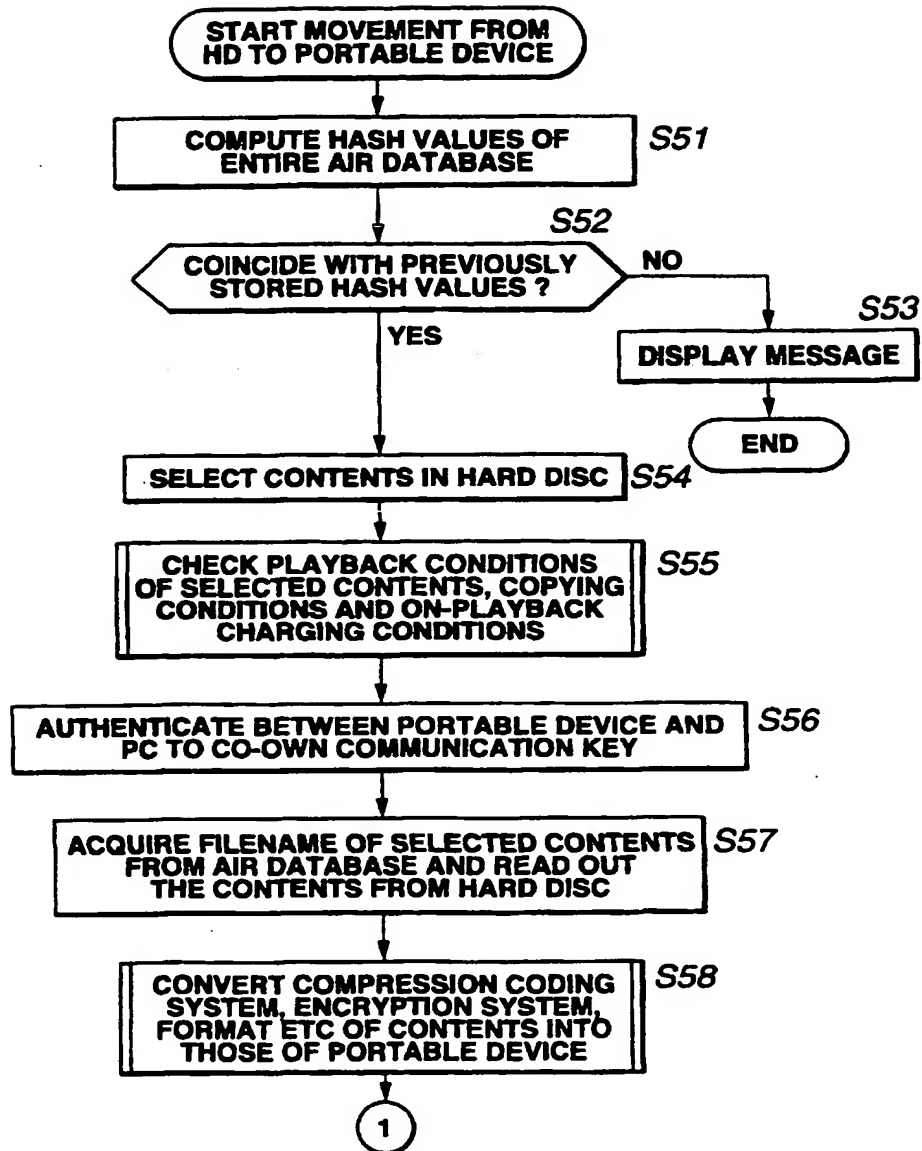 START MOVEMENT FROM
HD TO PORTABLE DEVICE
COMPUTE HASH VALUES OF
ENTIRE AIR DATABASE
S51
S52
COINCIDE WITH PREVIOUSLY
STORED HASH VALUES ?
NO
YES
S53
DISPLAY MESSAGE
END
SELECT CONTENTS IN HARD DISC
S54
CHECK PLAYBACK CONDITIONS
OF SELECTED CONTENTS, COPYING
CONDITIONS AND ON-PLAYBACK
CHARGING CONDITIONS
S55
AUTHENTICATE BETWEEN PORTABLE DEVICE AND
PC TO CO-OWN COMMUNICATION KEY
S56
ACQUIRE FILENAME OF SELECTED CONTENTS
FROM AIR DATABASE AND READ OUT
THE CONTENTS FROM HARD DISC
S57
CONVERT COMPRESSION CODING
SYSTEM, ENCRYPTION SYSTEM,
FORMAT ETC OF CONTENTS INTO
THOSE OF PORTABLE DEVICE
S58
1